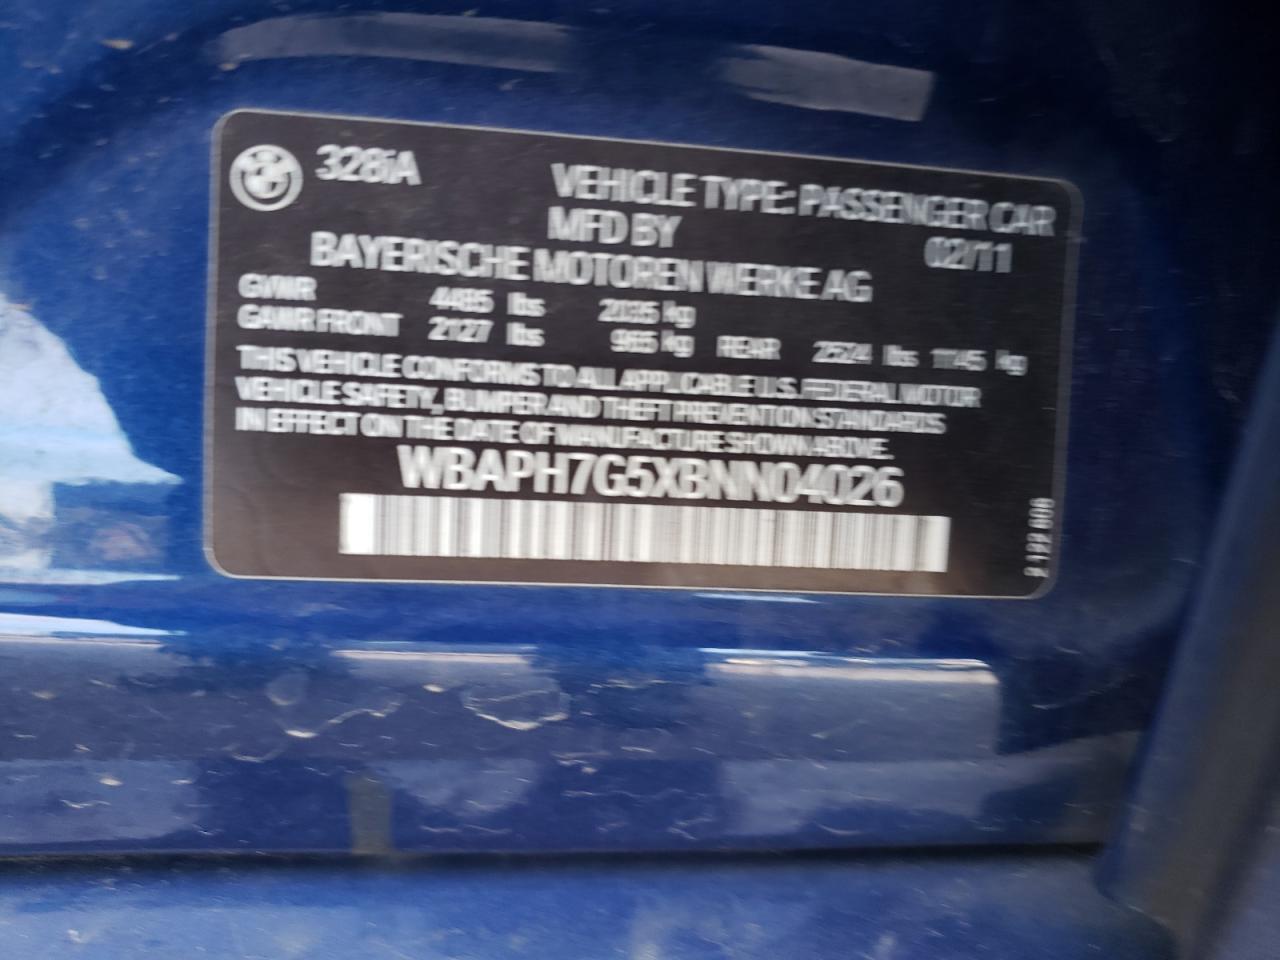 328iA
VEHICLE TYPE: PASSENGER CAR
MFD BY 02/11
BAYERISCHE MOTOREN WERKE AG
GVWR 4485 lbs 2035 kg
GAWR FRONT 2127 lbs 965 kg REAR 2524 lbs 1145 kg
THIS VEHICLE CONFORMS TO ALL APPLICABLE U.S. FEDERAL MOTOR
VEHICLE SAFETY, BUMPER AND THEFT PREVENTION STANDARDS
IN EFFECT ON THE DATE OF MANUFACTURE SHOWN ABOVE.
WBAPH7G5XBNN04026